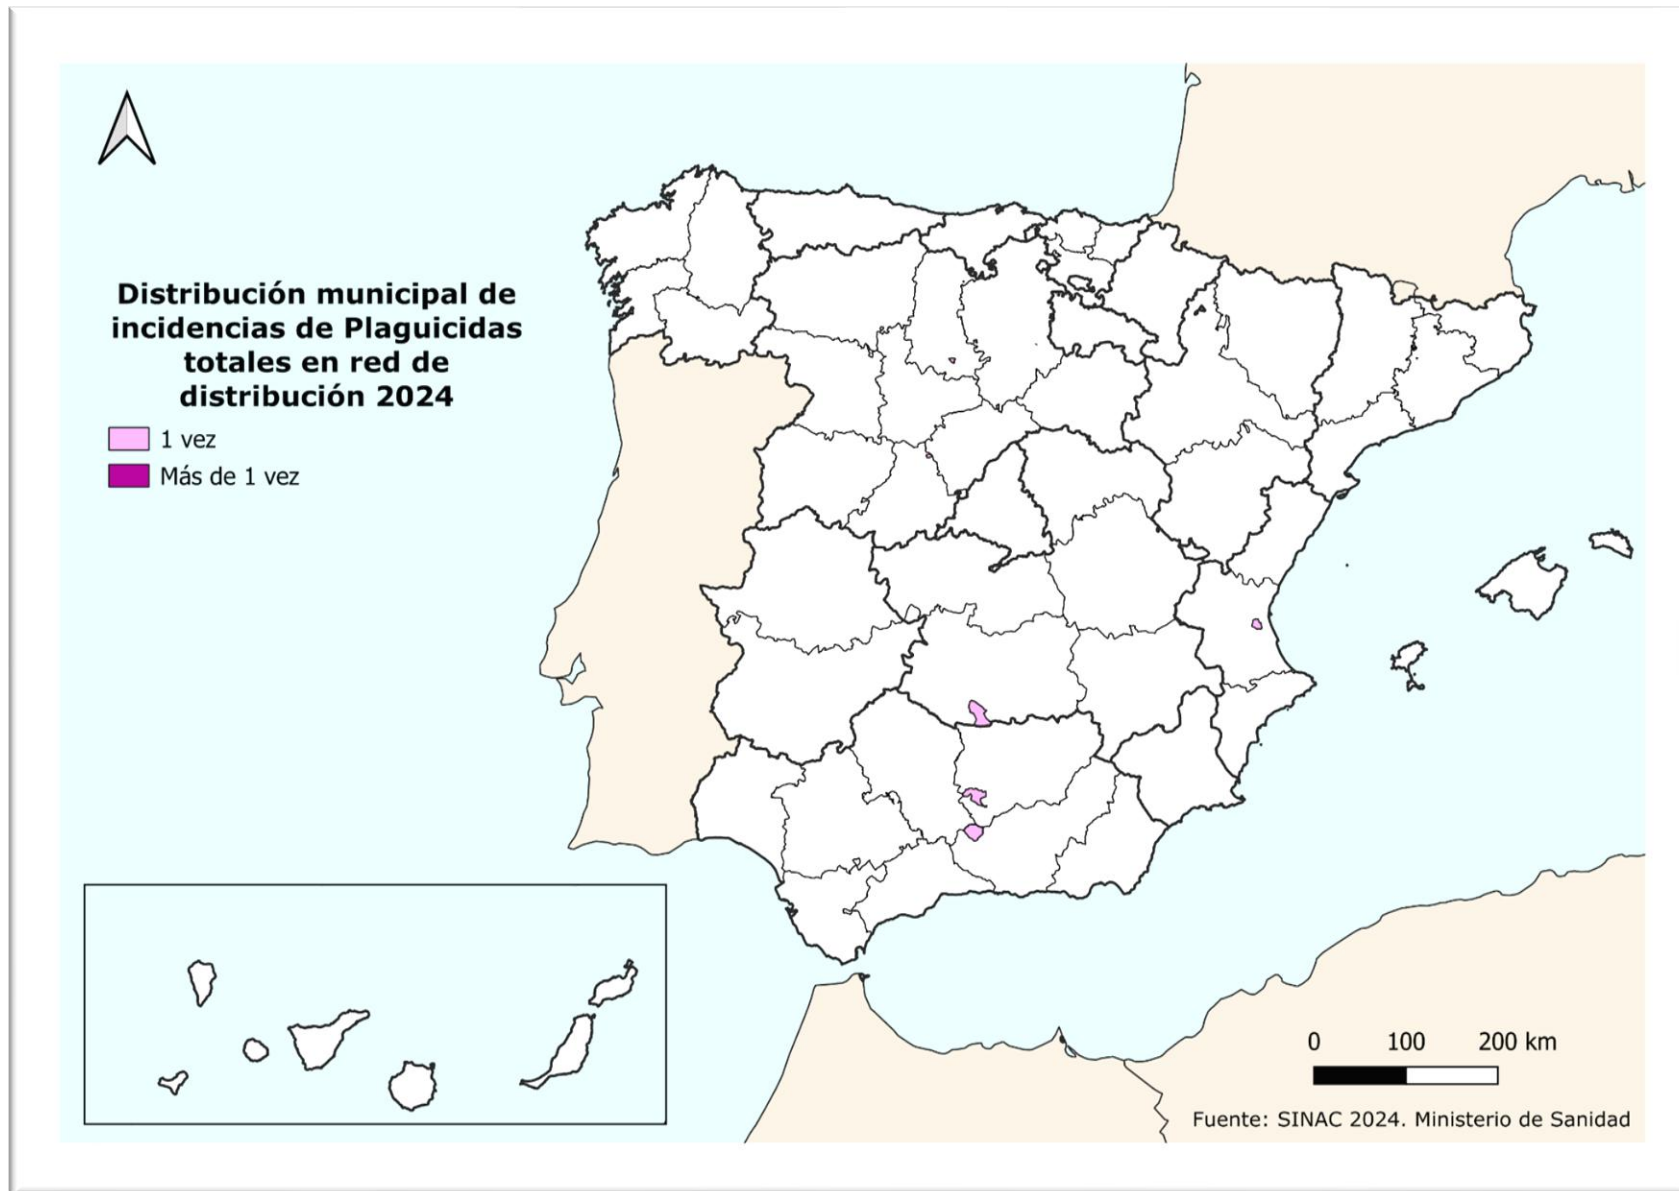 Distribución municipal de
incidencias de Plaguicidas
totales en red de
distribución 2024
1 vez
Más de 1 vez
0 100 200 km
Fuente: SINAC 2024. Ministerio de Sanidad